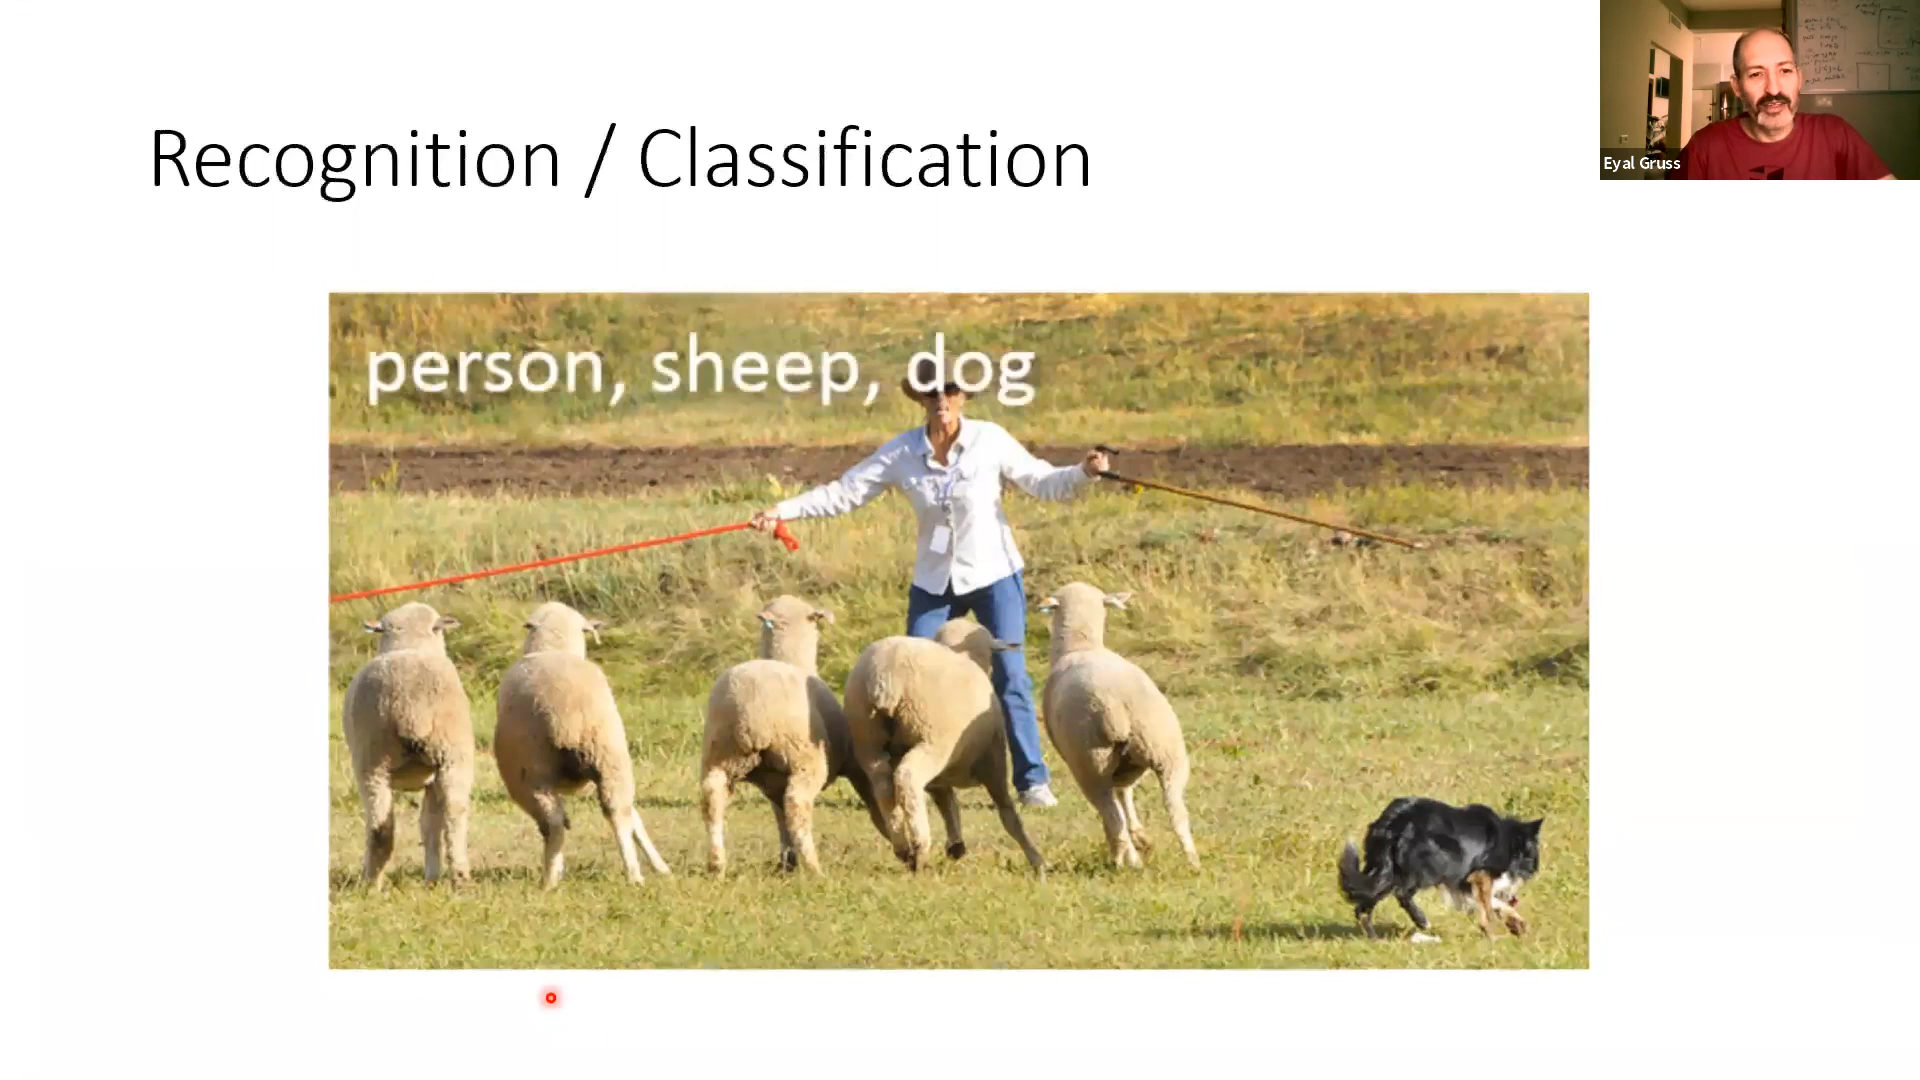 Recognition / Classification
person, sheep, dog
Eyal Gruss